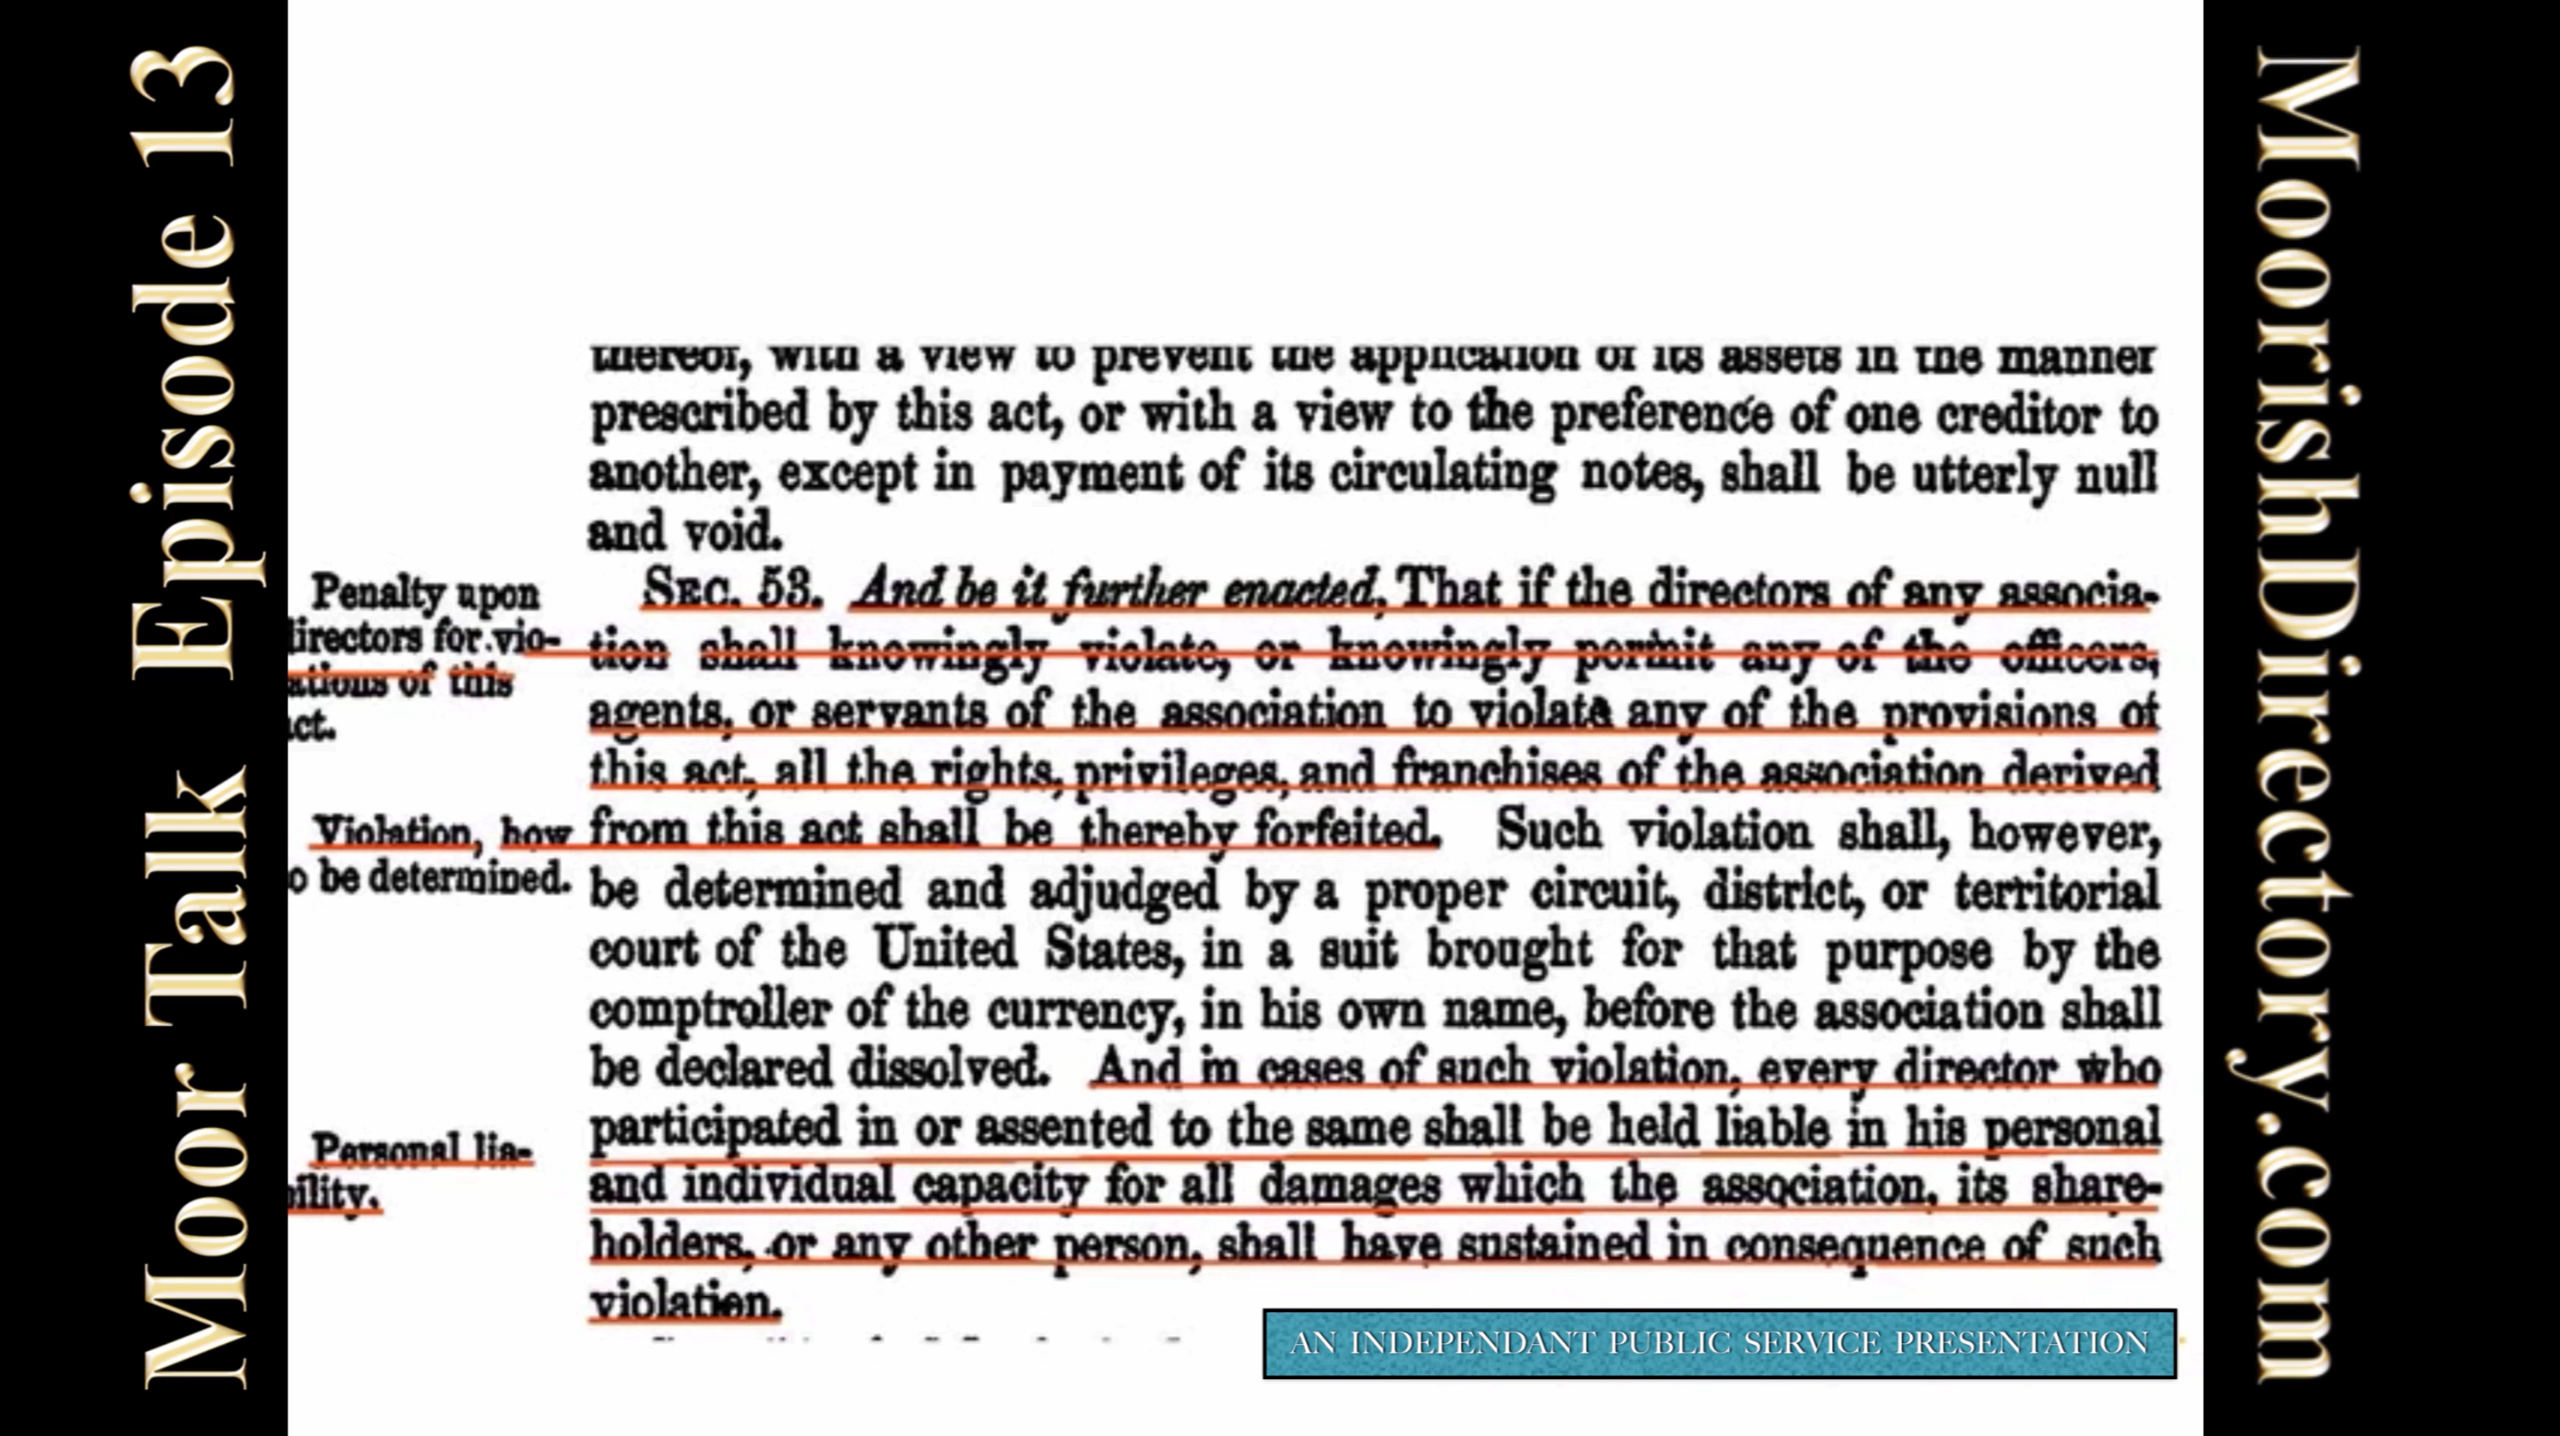 Moor Talk Episode 13
thereof, with a view to prevent the application of its assets in the manner
prescribed by this act, or with a view to the preference of one creditor to
another, except in payment of its circulating notes, shall be utterly null
and void.
Penalty upon
directors for vio-
ations of this
ct.
SEC. 53. And be it further enacted, That if the directors of any associa-
tion shall knowingly violate, or knowingly permit any of the officers,
agents, or servants of the association to violate any of the provisions of
this act, all the rights, privileges, and franchises of the association derived
Violation, how
o be determined.
from this act shall be thereby forfeited. Such violation shall, however,
be determined and adjudged by a proper circuit, district, or territorial
court of the United States, in a suit brought for that purpose by the
comptroller of the currency, in his own name, before the association shall
be declared dissolved. And in cases of such violation, every director who
Personal lia-
bility.
participated in or assented to the same shall be held liable in his personal
and individual capacity for all damages which the association, its share-
holders, or any other person, shall have sustained in consequence of such
violation.
AN INDEPENDANT PUBLIC SERVICE PRESENTATION
MoorishDirectory.com